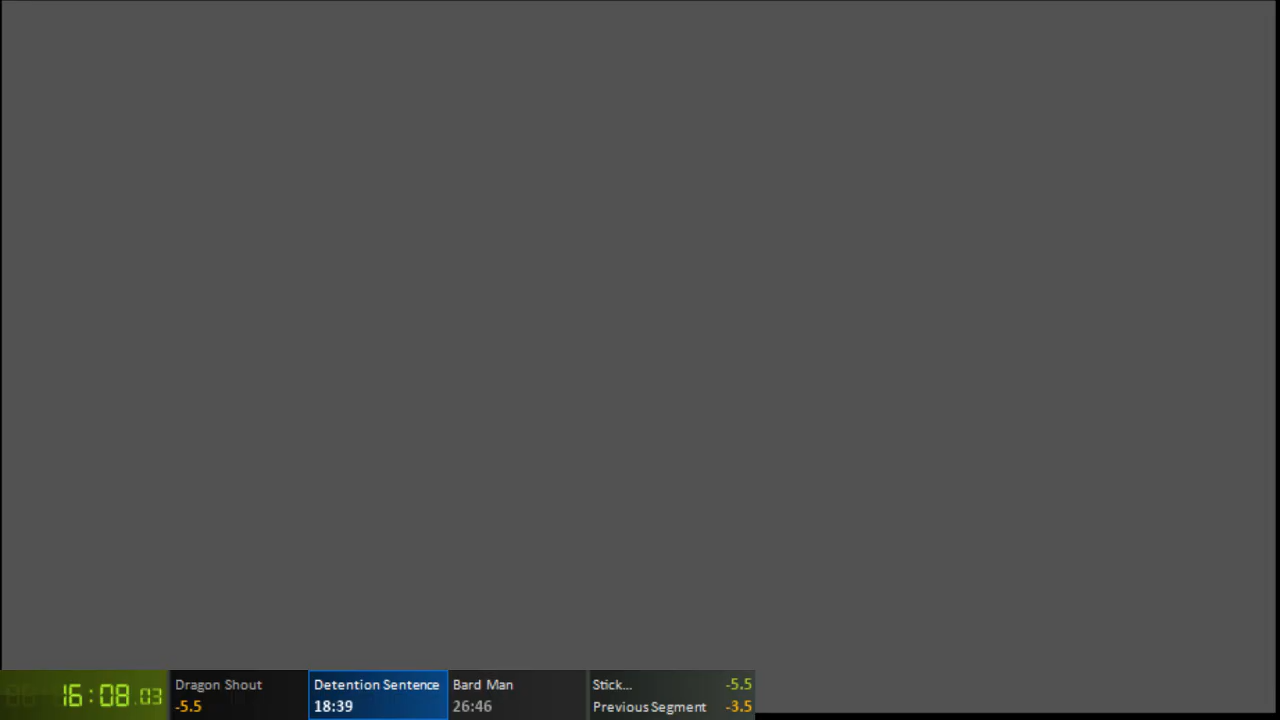 16:08.03
Dragon Shout
-5.5
Detention Sentence
18:39
Bard Man
26:46
Stick... -5.5
Previous Segment -3.5